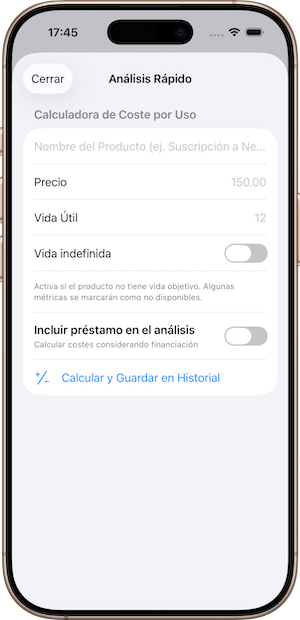 17:45
Cerrar
Análisis Rápido
Calculadora de Coste por Uso
Nombre del Producto (ej. Suscripción a Ne...
Precio
150.00
Vida Útil
12
Vida indefinida
Activa si el producto no tiene vida objetivo. Algunas
métricas se marcarán como no disponibles.
Incluir préstamo en el análisis
Calcular costes considerando financiación
Calcular y Guardar en Historial